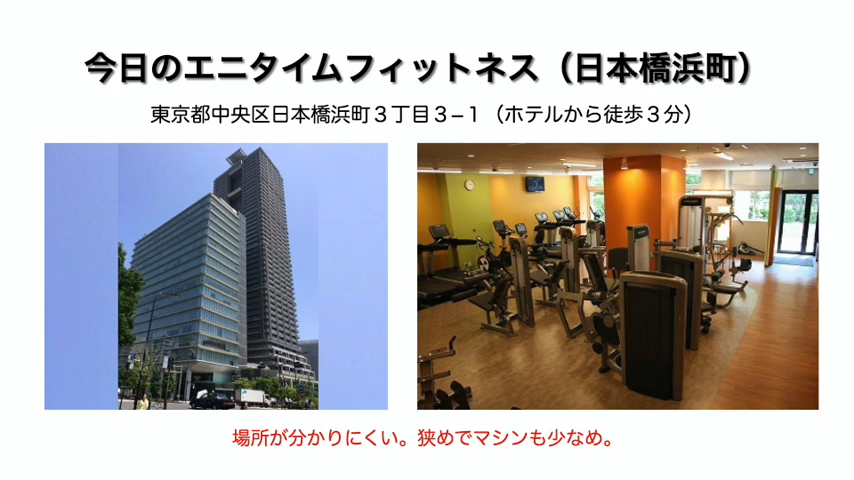 今日のエニタイムフィットネス（日本橋浜町）
東京都中央区日本橋浜町３丁目３−１（ホテルから徒歩３分）
場所が分かりにくい。狭めでマシンも少なめ。